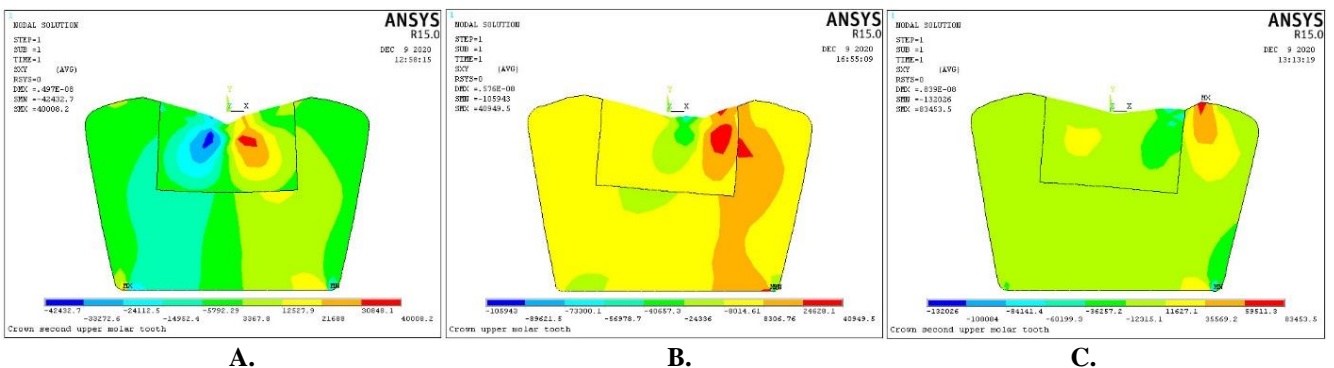 1
NODAL SOLUTION
STEP=1
SUB =1
TIME=1
SXY (AVG)
RSYS=0
DMX =.497E-08
SMN =-42432.7
SMX =40008.2
ANSYS
R15.0
DEC 9 2020
12:58:15
Y
Z X
MX
MN
-42432.7 -24112.5 -5792.29 12527.9 30848.1
-33272.6 -14952.4 3367.8 21688 40008.2
Crown second upper molar tooth
A.
1
NODAL SOLUTION
STEP=1
SUB =1
TIME=1
SXY (AVG)
RSYS=0
DMX =.576E-08
SMN =-105943
SMX =40949.5
ANSYS
R15.0
DEC 9 2020
16:55:09
Y
Z X
-105943 -73300.1 -40657.3 -8014.61 24628.1
-89621.5 -56978.7 -24336 8306.76 40949.5
Crown upper molar tooth
B.
1
NODAL SOLUTION
STEP=1
SUB =1
TIME=1
SXY (AVG)
RSYS=0
DMX =.839E-08
SMN =-132026
SMX =83453.5
ANSYS
R15.0
DEC 9 2020
13:13:19
Y
Z X
MX
MN
-132026 -84141.4 -36257.2 11627.1 59511.3
-108084 -60199.3 -12315.1 35569.2 83453.5
Crown second upper molar tooth
C.